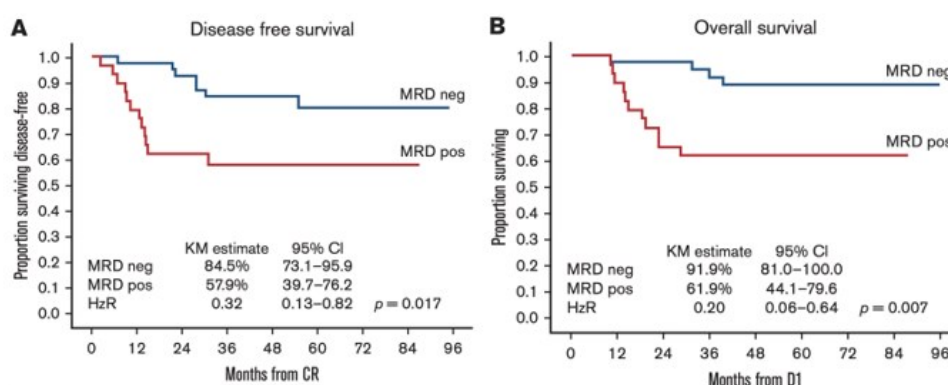 A
Disease free survival
Proportion surviving disease-free
1.0
0.9
0.8
0.7
0.6
0.5
0.4
0.3
0.2
0.1
0.0
MRD neg
MRD pos
KM estimate 95% CI
MRD neg 84.5% 73.1–95.9
MRD pos 57.9% 39.7–76.2
HzR 0.32 0.13–0.82 p = 0.017
0 12 24 36 48 60 72 84 96
Months from CR
B
Overall survival
Proportion surviving
1.0
0.9
0.8
0.7
0.6
0.5
0.4
0.3
0.2
0.1
0.0
MRD neg
MRD pos
KM estimate 95% CI
MRD neg 91.9% 81.0–100.0
MRD pos 61.9% 44.1–79.6
HzR 0.20 0.06–0.64 p = 0.007
0 12 24 36 48 60 72 84 96
Months from D1